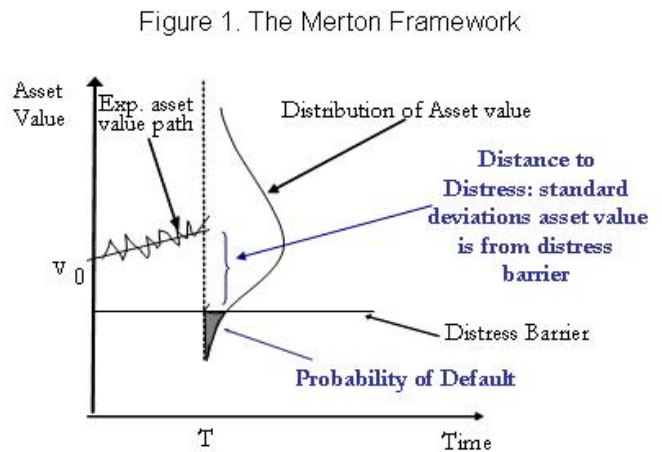 Figure 1. The Merton Framework
Asset
Value
Exp. asset
value path
Distribution of Asset value
Distance to
Distress: standard
deviations asset value
is from distress
barrier
V 0
Distress Barrier
Probability of Default
T
Time